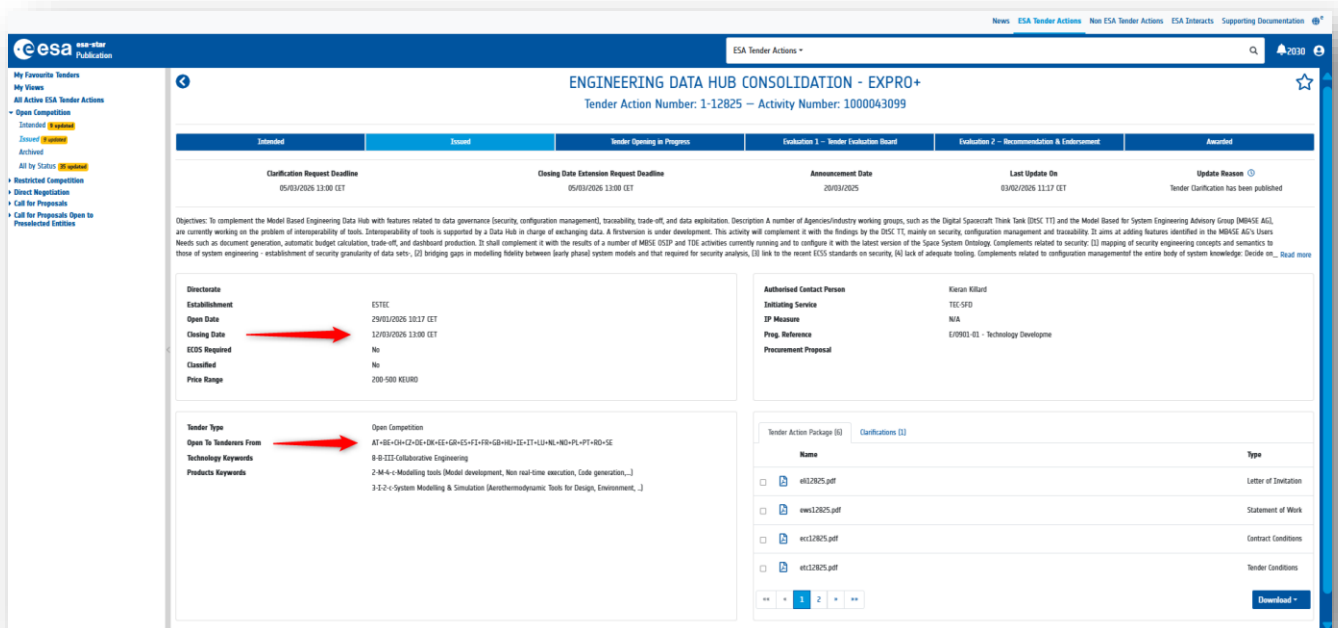 News ESA Tender Actions Non ESA Tender Actions ESA Interacts Supporting Documentation
esa esa-star Publication
ESA Tender Actions
2030
My Favourite Tenders
My Views
All Active ESA Tender Actions
Open Competition
Intended 9 updated
Issued 9 updated
Archived
All by Status 35 updated
Restricted Competition
Direct Negotiation
Call for Proposals
Call for Proposals Open to Preselected Entities
ENGINEERING DATA HUB CONSOLIDATION - EXPRO+
Tender Action Number: 1-12825 — Activity Number: 1000043099
Intended Issued Tender Opening in Progress Evaluation 1 – Tender Evaluation Board Evaluation 2 – Recommendation & Endorsement Awarded
Clarification Request Deadline Closing Date Extension Request Deadline Announcement Date Last Update On Update Reason
05/03/2026 13:00 CET 05/03/2026 13:00 CET 20/03/2025 03/02/2026 11:17 CET Tender Clarification has been published
Objectives: To complement the Model Based Engineering Data Hub with features related to data governance (security, configuration management), traceability, trade-off, and data exploitation. Description A number of Agencies/industry working groups, such as the Digital Spacecraft Think Tank (DtSC TT) and the Model Based for System Engineering Advisory Group (MB4SE AG),
are currently working on the problem of interoperability of tools. Interoperability of tools is supported by a Data Hub in charge of exchanging data. A firstversion is under development. This activity will complement it with the findings by the DtSC TT, mainly on security, configuration management and traceability. It aims at adding features identified in the MB4SE AG's Users
Needs such as document generation, automatic budget calculation, trade-off, and dashboard production. It shall complement it with the results of a number of MBSE OSIP and TDE activities currently running and to configure it with the latest version of the Space System Ontology. Complements related to security: (1) mapping of security engineering concepts and semantics to
those of system engineering - establishment of security granularity of data sets-, (2) bridging gaps in modelling fidelity between (early phase) system models and that required for security analysis, (3) link to the recent ECSS standards on security, (4) lack of adequate tooling. Complements related to configuration managementof the entire body of system knowledge: Decide on... Read more
Directorate
Establishment ESTEC
Open Date 29/01/2026 10:17 CET
Closing Date 12/03/2026 13:00 CET
ECOS Required No
Classified No
Price Range 200-500 KEURO
Authorised Contact Person Kieran Killard
Initiating Service TEC-SFD
IP Measure N/A
Prog. Reference E/0901-01 - Technology Developme
Procurement Proposal
Tender Type Open Competition
Open To Tenderers From AT+BE+CH+CZ+DE+DK+EE+GR+ES+FI+FR+GB+HU+IE+IT+LU+NL+NO+PL+PT+RO+SE
Technology Keywords 8-B-III-Collaborative Engineering
Products Keywords 2-M-4-c-Modelling tools (Model development, Non real-time execution, Code generation,...)
3-I-2-c-System Modelling & Simulation (Aerothermodynamic Tools for Design, Environment, ..)
Tender Action Package (6) Clarifications (1)
Name Type
eli12825.pdf Letter of Invitation
ews12825.pdf Statement of Work
ecc12825.pdf Contract Conditions
etc12825.pdf Tender Conditions
«« « 1 2 » »» Download